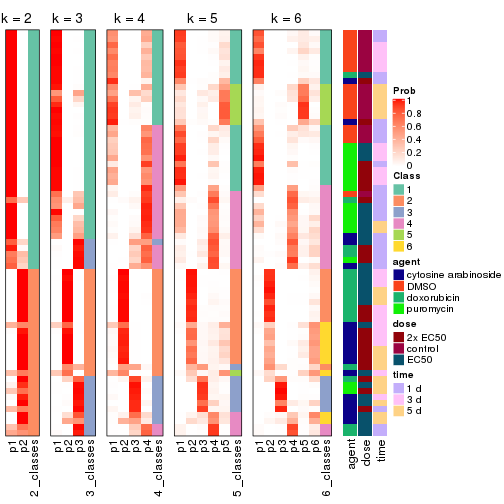 k = 2 k = 3 k = 4 k = 5 k = 6
Prob
1
0.8
0.6
0.4
0.2
0
Class
1
2
3
4
5
6
agent
cytosine arabinoside
DMSO
doxorubicin
puromycin
dose
2x EC50
control
EC50
time
1 d
3 d
5 d
p1 p2 2_classes p1 p2 p3 3_classes p1 p2 p3 p4 4_classes p1 p2 p3 p4 p5 5_classes p1 p2 p3 p4 p5 p6 6_classes agent dose time